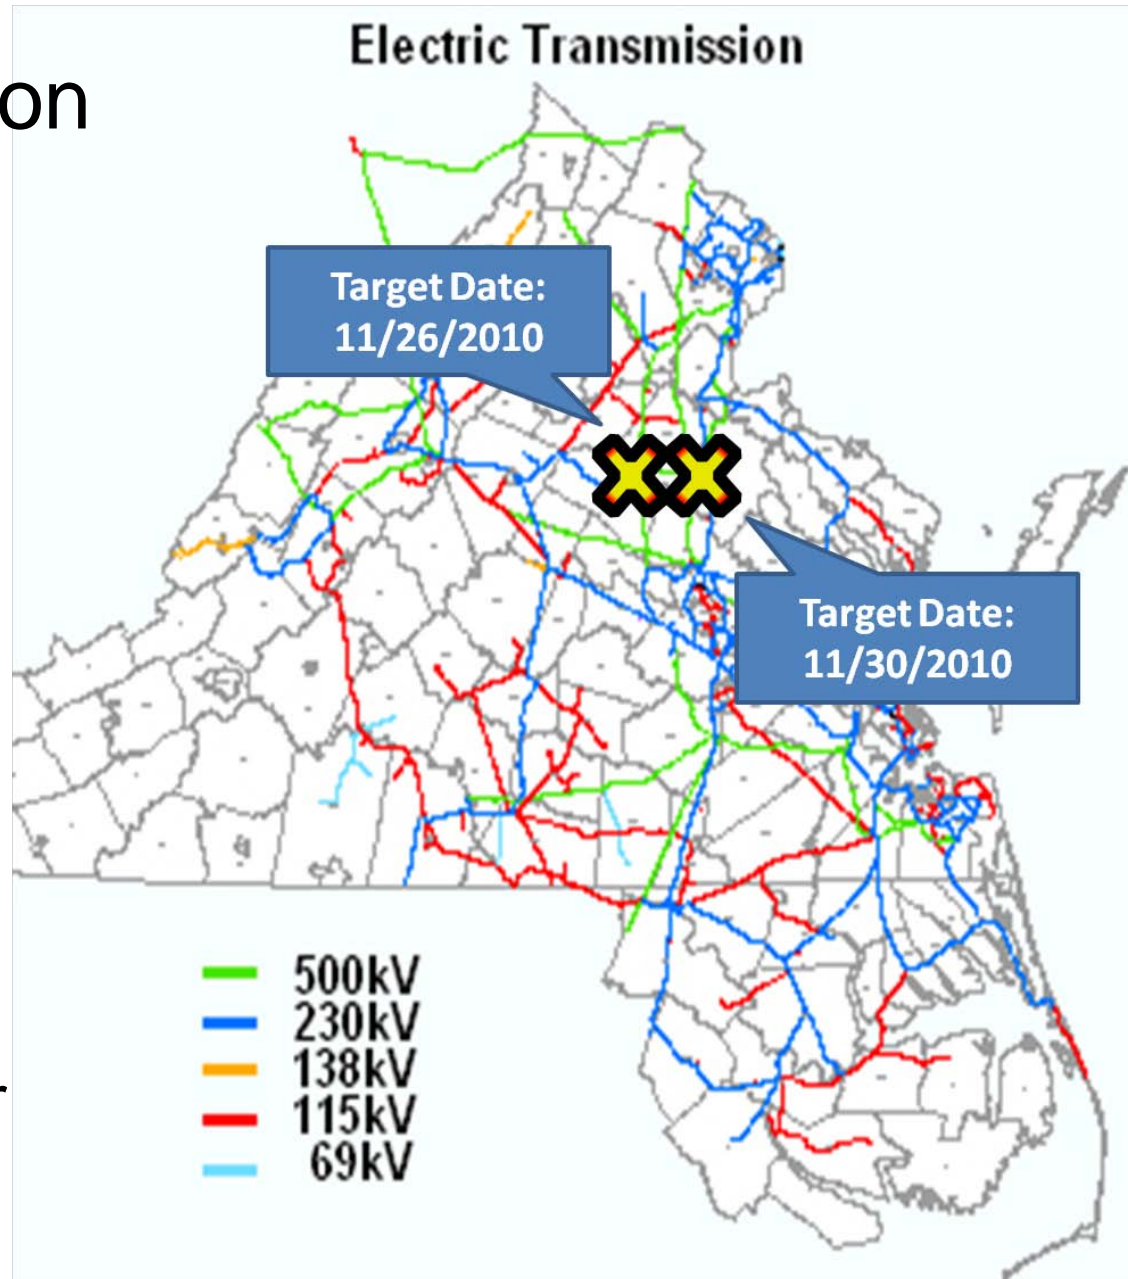 Electric Transmission
on
Target Date:
11/26/2010
Target Date:
11/30/2010
500kV
230kV
138kV
115kV
69kV